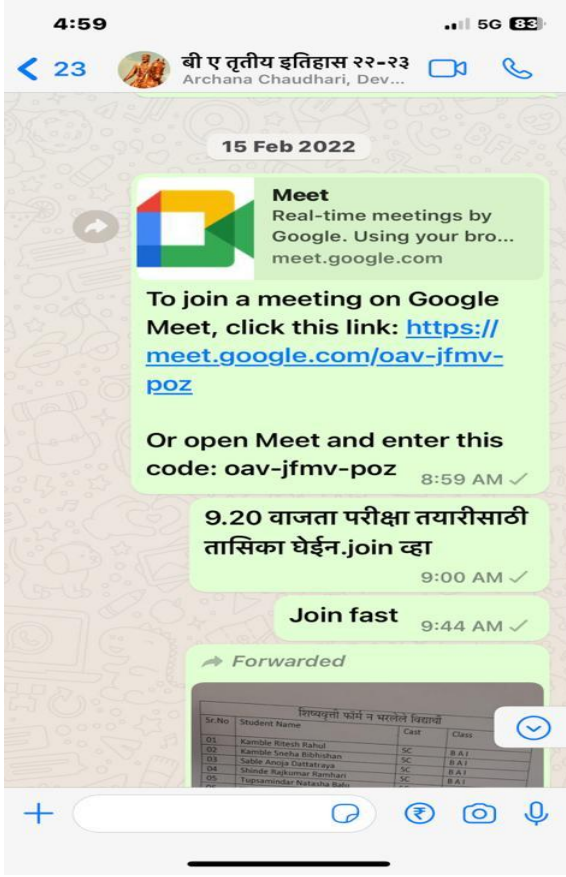 4:59
5G 83
23
बी ए तृतीय इतिहास २२-२३
Archana Chaudhari, Dev...
15 Feb 2022
Meet
Real-time meetings by
Google. Using your bro...
meet.google.com
To join a meeting on Google
Meet, click this link: https://
meet.google.com/oav-jfmv-
poz
Or open Meet and enter this
code: oav-jfmv-poz
8:59 AM
9.20 वाजता परीक्षा तयारीसाठी
तासिका घेईन.join व्हा
9:00 AM
Join fast
9:44 AM
Forwarded
शिष्यवृत्ती फॉर्म न भरलेले विद्यार्थी
Sr.No Student Name Cast Class
01 Kamble Ritesh Rahul SC B A I
02 Kamble Sneha Bibhishan SC B A I
03 Sable Anoja Dattatraya SC B A I
04 Shinde Rajkumar Ramhari SC B A I
05 Tupsamindar Natasha Balu SC B A I